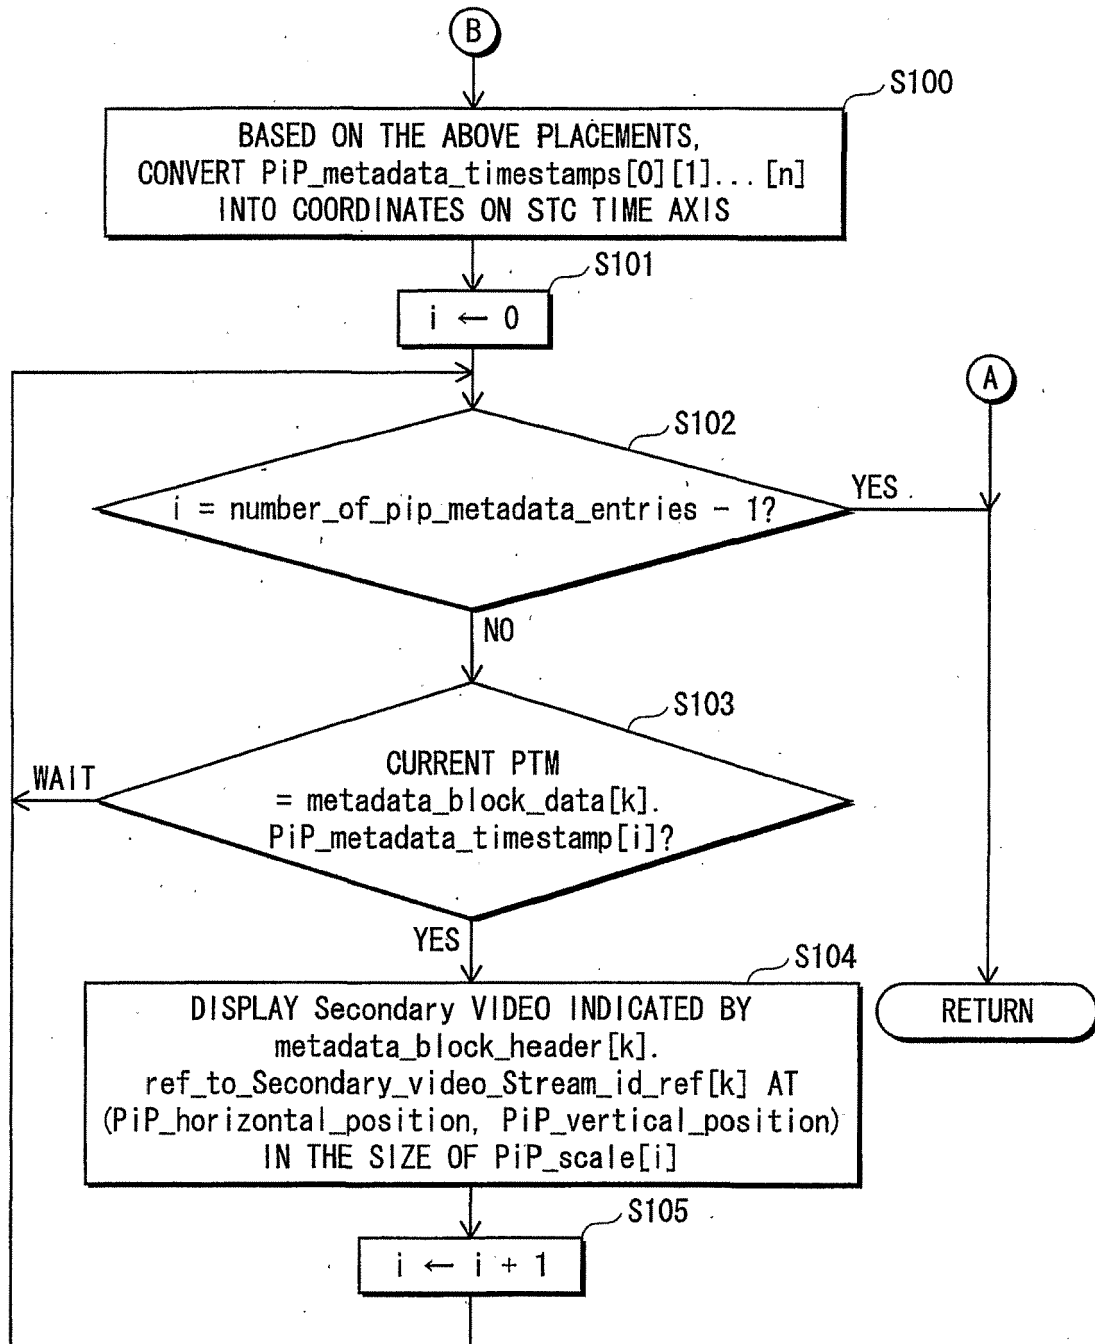 B
S100
BASED ON THE ABOVE PLACEMENTS,
CONVERT PiP_metadata_timestamps[0][1]...[n]
INTO COORDINATES ON STC TIME AXIS
S101
i ← 0
A
S102
YES
i = number_of_pip_metadata_entries - 1?
NO
S103
WAIT
CURRENT PTM
= metadata_block_data[k].
PiP_metadata_timestamp[i]?
YES
S104
DISPLAY Secondary VIDEO INDICATED BY
metadata_block_header[k].
ref_to_Secondary_video_Stream_id_ref[k] AT
(PiP_horizontal_position, PiP_vertical_position)
IN THE SIZE OF PiP_scale[i]
RETURN
S105
i ← i + 1